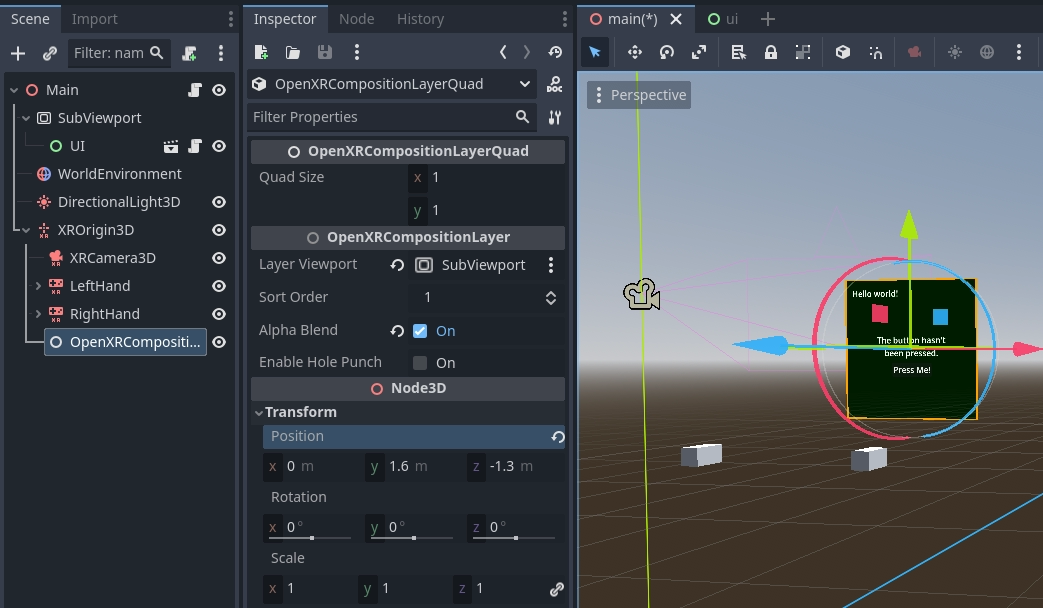 Scene
Import
Filter: nam
Main
SubViewport
UI
WorldEnvironment
DirectionalLight3D
XROrigin3D
XRCamera3D
LeftHand
RightHand
OpenXRCompositi...
Inspector
Node
History
OpenXRCompositionLayerQuad
DOC
Filter Properties
OpenXRCompositionLayerQuad
Quad Size
x 1
y 1
OpenXRCompositionLayer
Layer Viewport
SubViewport
Sort Order
1
Alpha Blend
On
Enable Hole Punch
On
Node3D
Transform
Position
x 0 m y 1.6 m z -1.3 m
Rotation
x 0° y 0° z 0°
Scale
x 1 y 1 z 1
main(*)
ui
Perspective
Hello world!
The button hasn't
been pressed.
Press Me!